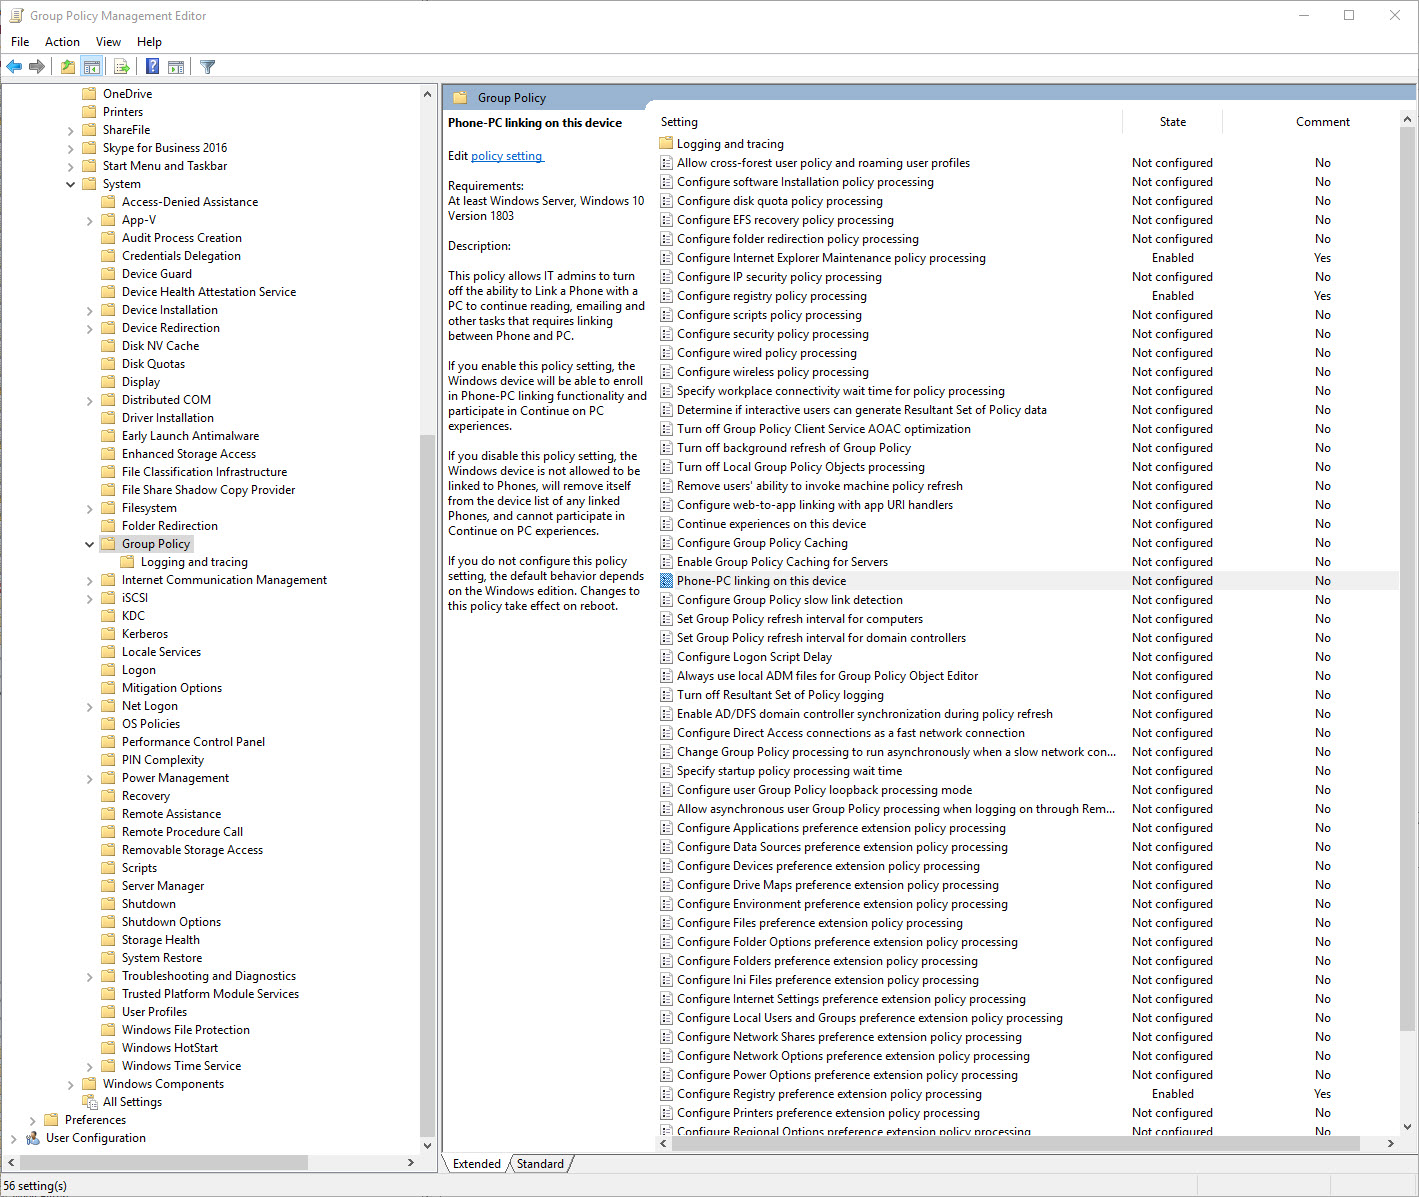 Group Policy Management Editor
File Action View Help
OneDrive
Printers
ShareFile
Skype for Business 2016
Start Menu and Taskbar
System
Access-Denied Assistance
App-V
Audit Process Creation
Credentials Delegation
Device Guard
Device Health Attestation Service
Device Installation
Device Redirection
Disk NV Cache
Disk Quotas
Display
Distributed COM
Driver Installation
Early Launch Antimalware
Enhanced Storage Access
File Classification Infrastructure
File Share Shadow Copy Provider
Filesystem
Folder Redirection
Group Policy
Logging and tracing
Internet Communication Management
iSCSI
KDC
Kerberos
Locale Services
Logon
Mitigation Options
Net Logon
OS Policies
Performance Control Panel
PIN Complexity
Power Management
Recovery
Remote Assistance
Remote Procedure Call
Removable Storage Access
Scripts
Server Manager
Shutdown
Shutdown Options
Storage Health
System Restore
Troubleshooting and Diagnostics
Trusted Platform Module Services
User Profiles
Windows File Protection
Windows HotStart
Windows Time Service
Windows Components
All Settings
Preferences
User Configuration
Group Policy
Phone-PC linking on this device
Edit policy setting
Requirements:
At least Windows Server, Windows 10
Version 1803
Description:
This policy allows IT admins to turn
off the ability to Link a Phone with a
PC to continue reading, emailing and
other tasks that requires linking
between Phone and PC.
If you enable this policy setting, the
Windows device will be able to enroll
in Phone-PC linking functionality and
participate in Continue on PC
experiences.
If you disable this policy setting, the
Windows device is not allowed to be
linked to Phones, will remove itself
from the device list of any linked
Phones, and cannot participate in
Continue on PC experiences.
If you do not configure this policy
setting, the default behavior depends
on the Windows edition. Changes to
this policy take effect on reboot.
Setting State Comment
Logging and tracing
Allow cross-forest user policy and roaming user profiles Not configured No
Configure software Installation policy processing Not configured No
Configure disk quota policy processing Not configured No
Configure EFS recovery policy processing Not configured No
Configure folder redirection policy processing Not configured No
Configure Internet Explorer Maintenance policy processing Enabled Yes
Configure IP security policy processing Not configured No
Configure registry policy processing Enabled Yes
Configure scripts policy processing Not configured No
Configure security policy processing Not configured No
Configure wired policy processing Not configured No
Configure wireless policy processing Not configured No
Specify workplace connectivity wait time for policy processing Not configured No
Determine if interactive users can generate Resultant Set of Policy data Not configured No
Turn off Group Policy Client Service AOAC optimization Not configured No
Turn off background refresh of Group Policy Not configured No
Turn off Local Group Policy Objects processing Not configured No
Remove users' ability to invoke machine policy refresh Not configured No
Configure web-to-app linking with app URI handlers Not configured No
Continue experiences on this device Not configured No
Configure Group Policy Caching Not configured No
Enable Group Policy Caching for Servers Not configured No
Phone-PC linking on this device Not configured No
Configure Group Policy slow link detection Not configured No
Set Group Policy refresh interval for computers Not configured No
Set Group Policy refresh interval for domain controllers Not configured No
Configure Logon Script Delay Not configured No
Always use local ADM files for Group Policy Object Editor Not configured No
Turn off Resultant Set of Policy logging Not configured No
Enable AD/DFS domain controller synchronization during policy refresh Not configured No
Configure Direct Access connections as a fast network connection Not configured No
Change Group Policy processing to run asynchronously when a slow network con... Not configured No
Specify startup policy processing wait time Not configured No
Configure user Group Policy loopback processing mode Not configured No
Allow asynchronous user Group Policy processing when logging on through Rem... Not configured No
Configure Applications preference extension policy processing Not configured No
Configure Data Sources preference extension policy processing Not configured No
Configure Devices preference extension policy processing Not configured No
Configure Drive Maps preference extension policy processing Not configured No
Configure Environment preference extension policy processing Not configured No
Configure Files preference extension policy processing Not configured No
Configure Folder Options preference extension policy processing Not configured No
Configure Folders preference extension policy processing Not configured No
Configure Ini Files preference extension policy processing Not configured No
Configure Internet Settings preference extension policy processing Not configured No
Configure Local Users and Groups preference extension policy processing Not configured No
Configure Network Shares preference extension policy processing Not configured No
Configure Network Options preference extension policy processing Not configured No
Configure Power Options preference extension policy processing Not configured No
Configure Registry preference extension policy processing Enabled Yes
Configure Printers preference extension policy processing Not configured No
Configure Regional Options preference extension policy processing Not configured No
Extended Standard
56 setting(s)